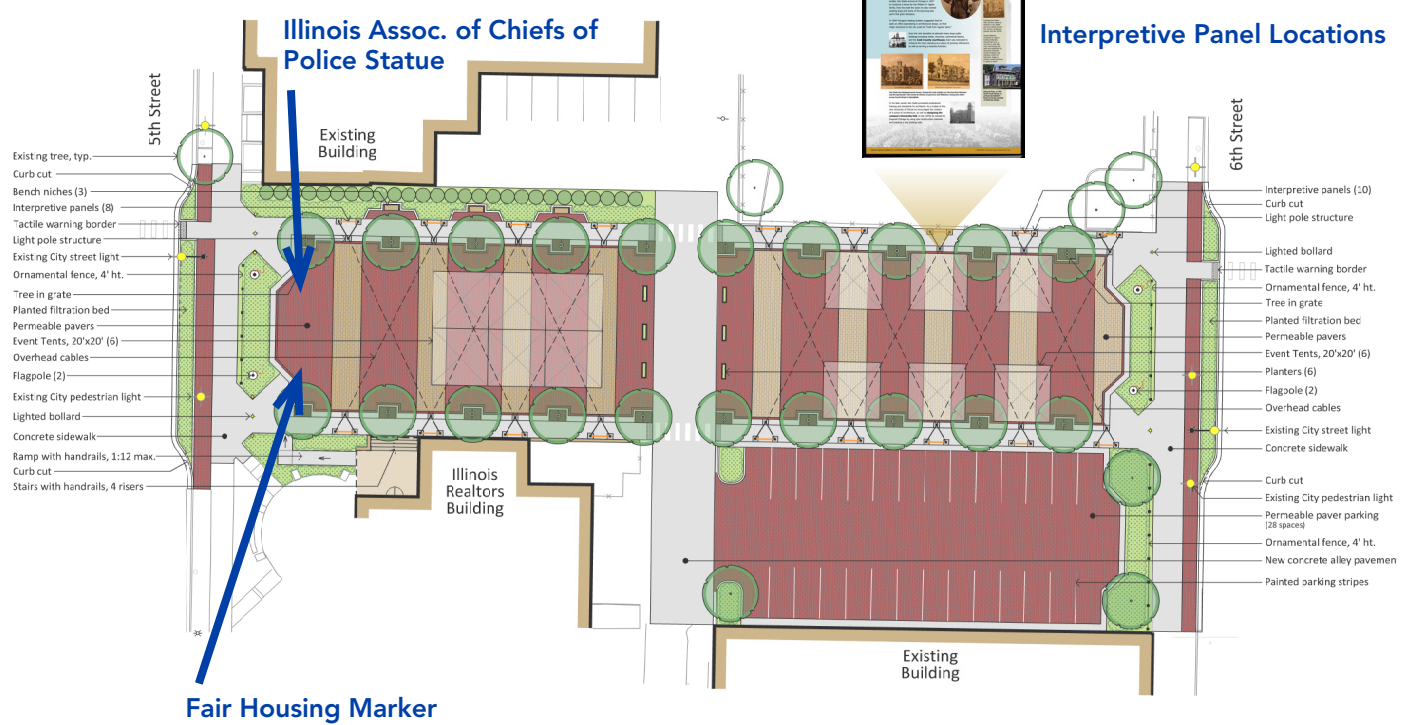 Illinois Assoc. of Chiefs of
Police Statue
Interpretive Panel Locations
5th Street
6th Street
Existing
Building
Existing tree, typ.
Curb cut
Bench niches (3)
Interpretive panels (8)
Tactile warning border
Light pole structure
Existing City street light
Ornamental fence, 4' ht.
Tree in grate
Planted filtration bed
Permeable pavers
Event Tents, 20'x20' (6)
Overhead cables
Flagpole (2)
Existing City pedestrian light
Lighted bollard
Concrete sidewalk
Ramp with handrails, 1:12 max.
Curb cut
Stairs with handrails, 4 risers
Illinois
Realtors
Building
Interpretive panels (10)
Curb cut
Light pole structure
Lighted bollard
Tactile warning border
Ornamental fence, 4' ht.
Tree in grate
Planted filtration bed
Permeable pavers
Event Tents, 20'x20' (6)
Planters (6)
Flagpole (2)
Overhead cables
Existing City street light
Concrete sidewalk
Curb cut
Existing City pedestrian light
Permeable paver parking
(28 spaces)
Ornamental fence, 4' ht.
New concrete alley pavemen
Painted parking stripes
Existing
Building
Fair Housing Marker